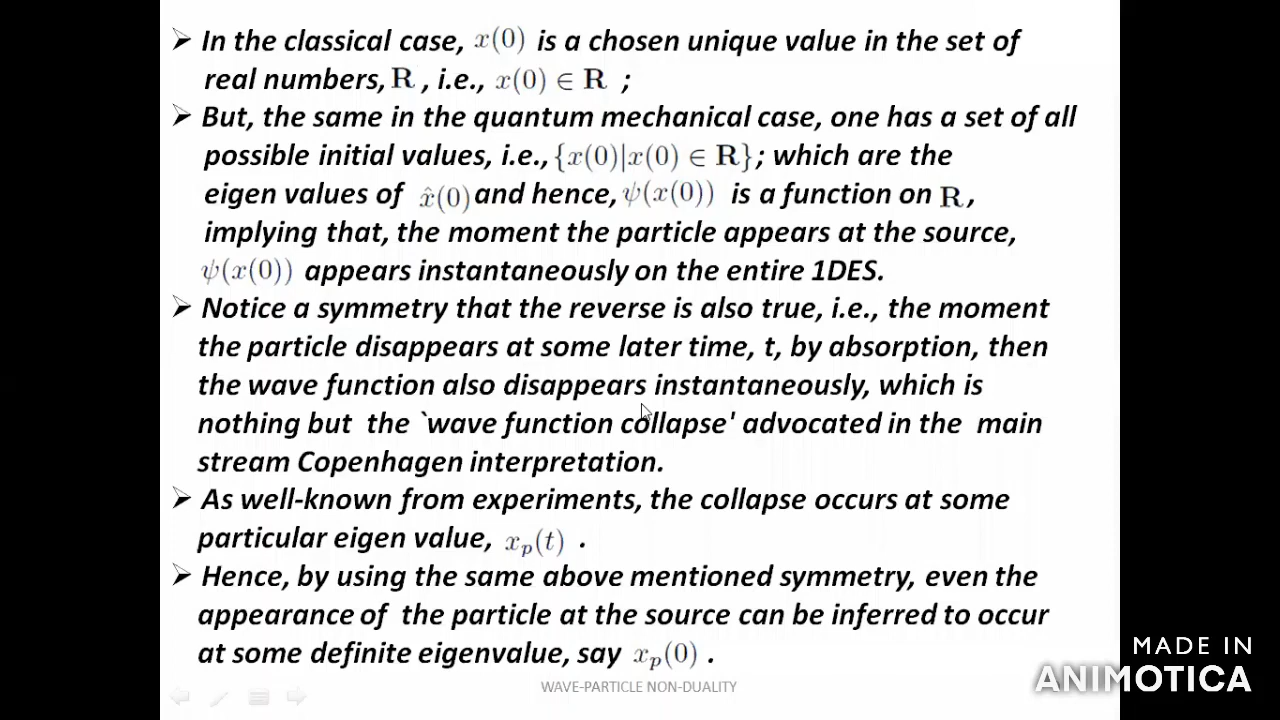 ➢ In the classical case, x(0) is a chosen unique value in the set of
real numbers, R , i.e., x(0) ∈ R ;
➢ But, the same in the quantum mechanical case, one has a set of all
possible initial values, i.e., {x(0)|x(0) ∈ R}; which are the
eigen values of x̂(0) and hence, ψ(x(0)) is a function on R ,
implying that, the moment the particle appears at the source,
ψ(x(0)) appears instantaneously on the entire 1DES.
➢ Notice a symmetry that the reverse is also true, i.e., the moment
the particle disappears at some later time, t, by absorption, then
the wave function also disappears instantaneously, which is
nothing but the `wave function collapse' advocated in the main
stream Copenhagen interpretation.
➢ As well-known from experiments, the collapse occurs at some
particular eigen value, xₚ(t) .
➢ Hence, by using the same above mentioned symmetry, even the
appearance of the particle at the source can be inferred to occur
at some definite eigenvalue, say xₚ(0) .
WAVE-PARTICLE NON-DUALITY
MADE IN
ANIMOTICA